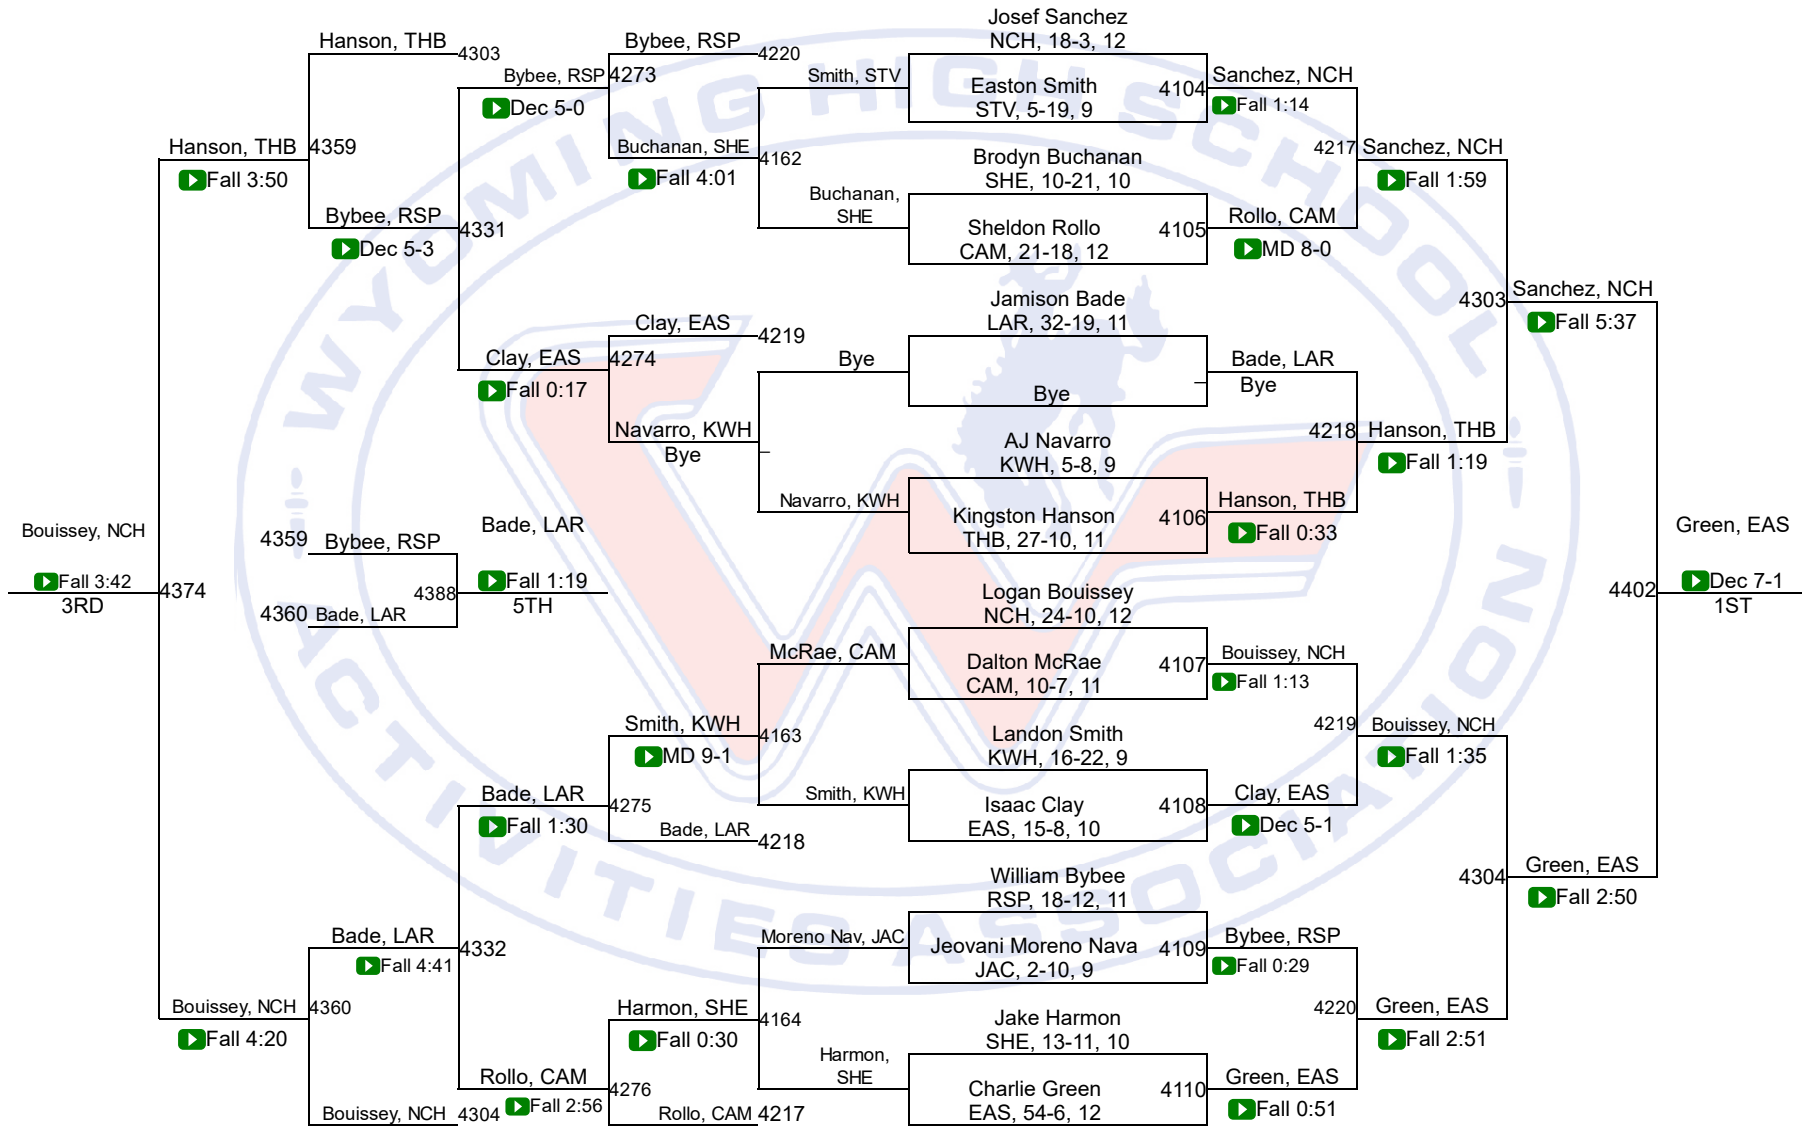 WYOMING HIGH SCHOOL
ACTIVITIES ASSOCIATION
Hanson, THB
4303
Bybee, RSP
4220
Bybee, RSP
4273
Dec 5-0
Hanson, THB
4359
Fall 3:50
Buchanan, SHE
4162
Fall 4:01
Bybee, RSP
4331
Dec 5-3
Smith, STV
Buchanan,
SHE
Clay, EAS
4219
Clay, EAS
4274
Fall 0:17
Bye
Navarro, KWH
Bye
Navarro, KWH
Bouissey, NCH
Fall 3:42
3RD
4374
4359
Bybee, RSP
4360
Bade, LAR
4388
Bade, LAR
Fall 1:19
5TH
McRae, CAM
Smith, KWH
4163
MD 9-1
Smith, KWH
Bade, LAR
4275
Fall 1:30
Bade, LAR
4218
Bade, LAR
4332
Fall 4:41
Moreno Nav, JAC
Bouissey, NCH
4360
Fall 4:20
Harmon, SHE
4164
Fall 0:30
Harmon,
SHE
Rollo, CAM
4276
Fall 2:56
Bouissey, NCH
4304
Rollo, CAM
4217
Josef Sanchez
NCH, 18-3, 12
Easton Smith
STV, 5-19, 9
4104
Sanchez, NCH
Fall 1:14
Brodyn Buchanan
SHE, 10-21, 10
Sheldon Rollo
CAM, 21-18, 12
4105
Rollo, CAM
MD 8-0
4217
Sanchez, NCH
Fall 1:59
Jamison Bade
LAR, 32-19, 11
Bye
Bade, LAR
Bye
AJ Navarro
KWH, 5-8, 9
Kingston Hanson
THB, 27-10, 11
4106
Hanson, THB
Fall 0:33
4218
Hanson, THB
Fall 1:19
4303
Sanchez, NCH
Fall 5:37
Logan Bouissey
NCH, 24-10, 12
Dalton McRae
CAM, 10-7, 11
4107
Bouissey, NCH
Fall 1:13
Landon Smith
KWH, 16-22, 9
Isaac Clay
EAS, 15-8, 10
4108
Clay, EAS
Dec 5-1
4219
Bouissey, NCH
Fall 1:35
William Bybee
RSP, 18-12, 11
Jeovani Moreno Nava
JAC, 2-10, 9
4109
Bybee, RSP
Fall 0:29
Jake Harmon
SHE, 13-11, 10
Charlie Green
EAS, 54-6, 12
4110
Green, EAS
Fall 0:51
4220
Green, EAS
Fall 2:51
4304
Green, EAS
Fall 2:50
4402
Green, EAS
Dec 7-1
1ST